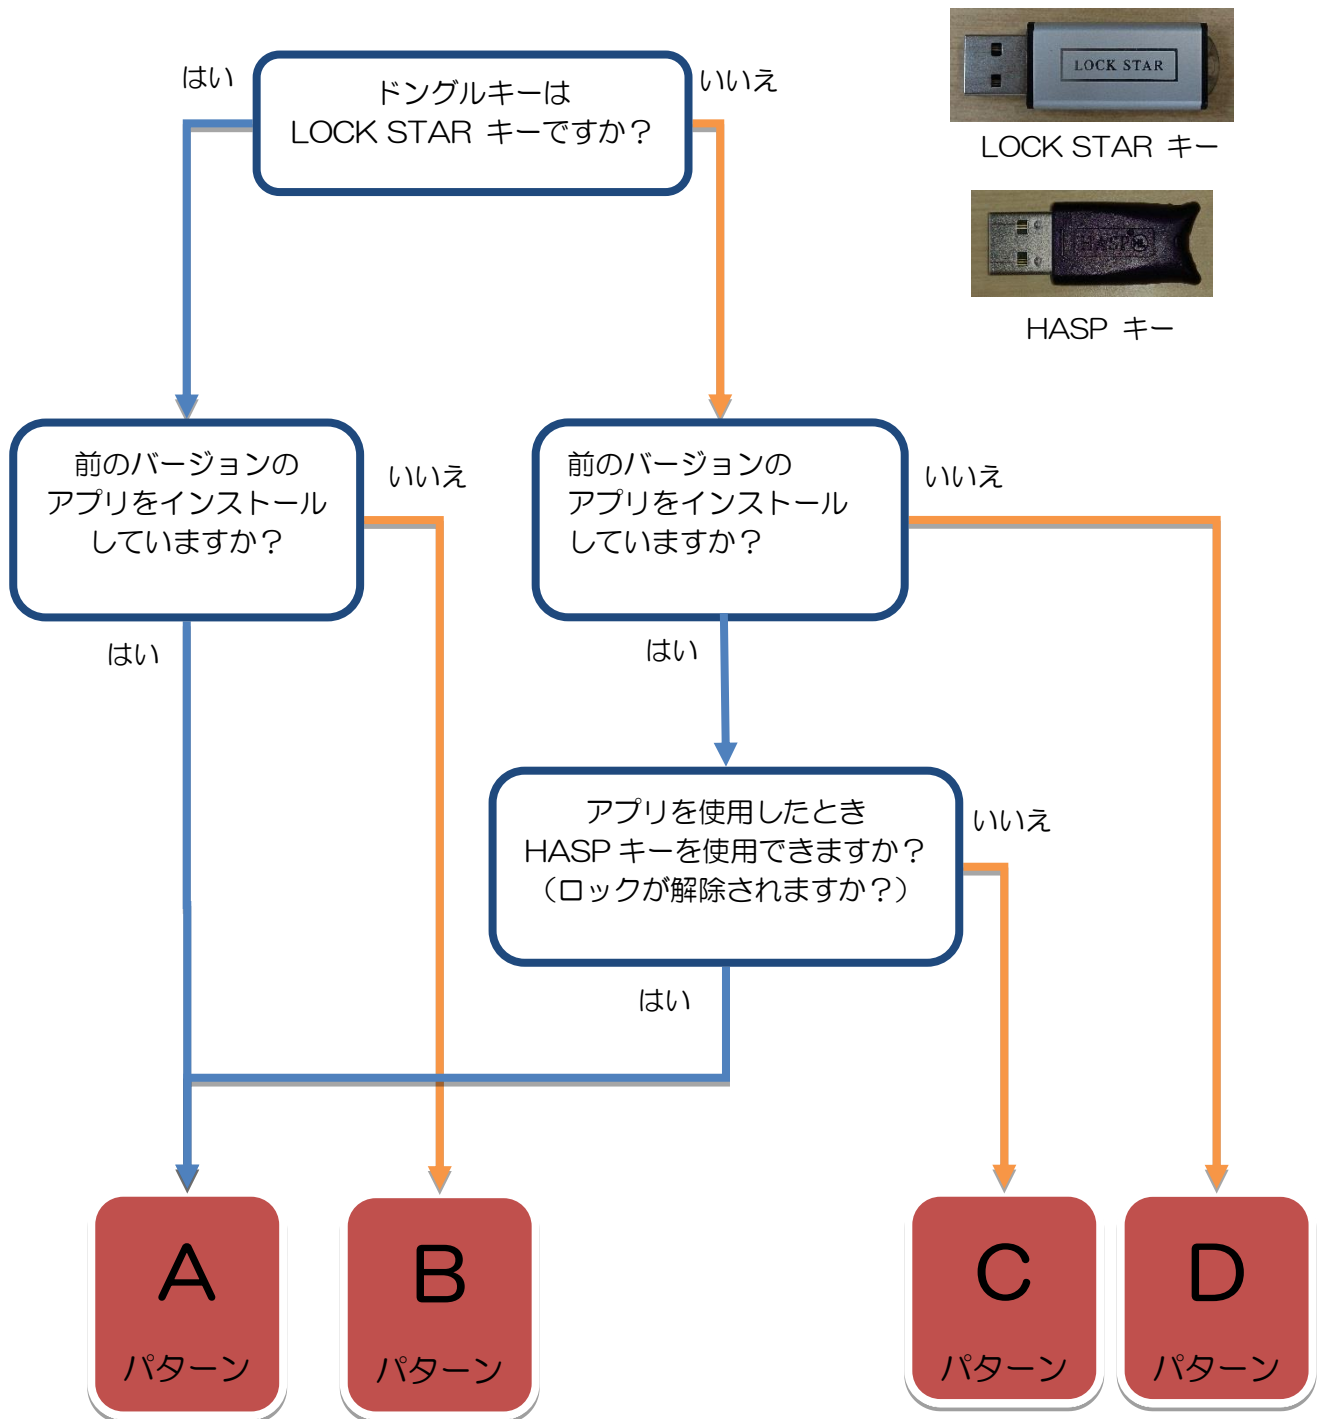 はい
ドングルキーは
LOCK STAR キーですか？
いいえ
LOCK STAR
LOCK STAR キー
HASP
HASP キー
前のバージョンの
アプリをインストール
していますか？
いいえ
はい
前のバージョンの
アプリをインストール
していますか？
いいえ
はい
アプリを使用したとき
HASP キーを使用できますか？
（ロックが解除されますか？）
いいえ
はい
A
パターン
B
パターン
C
パターン
D
パターン